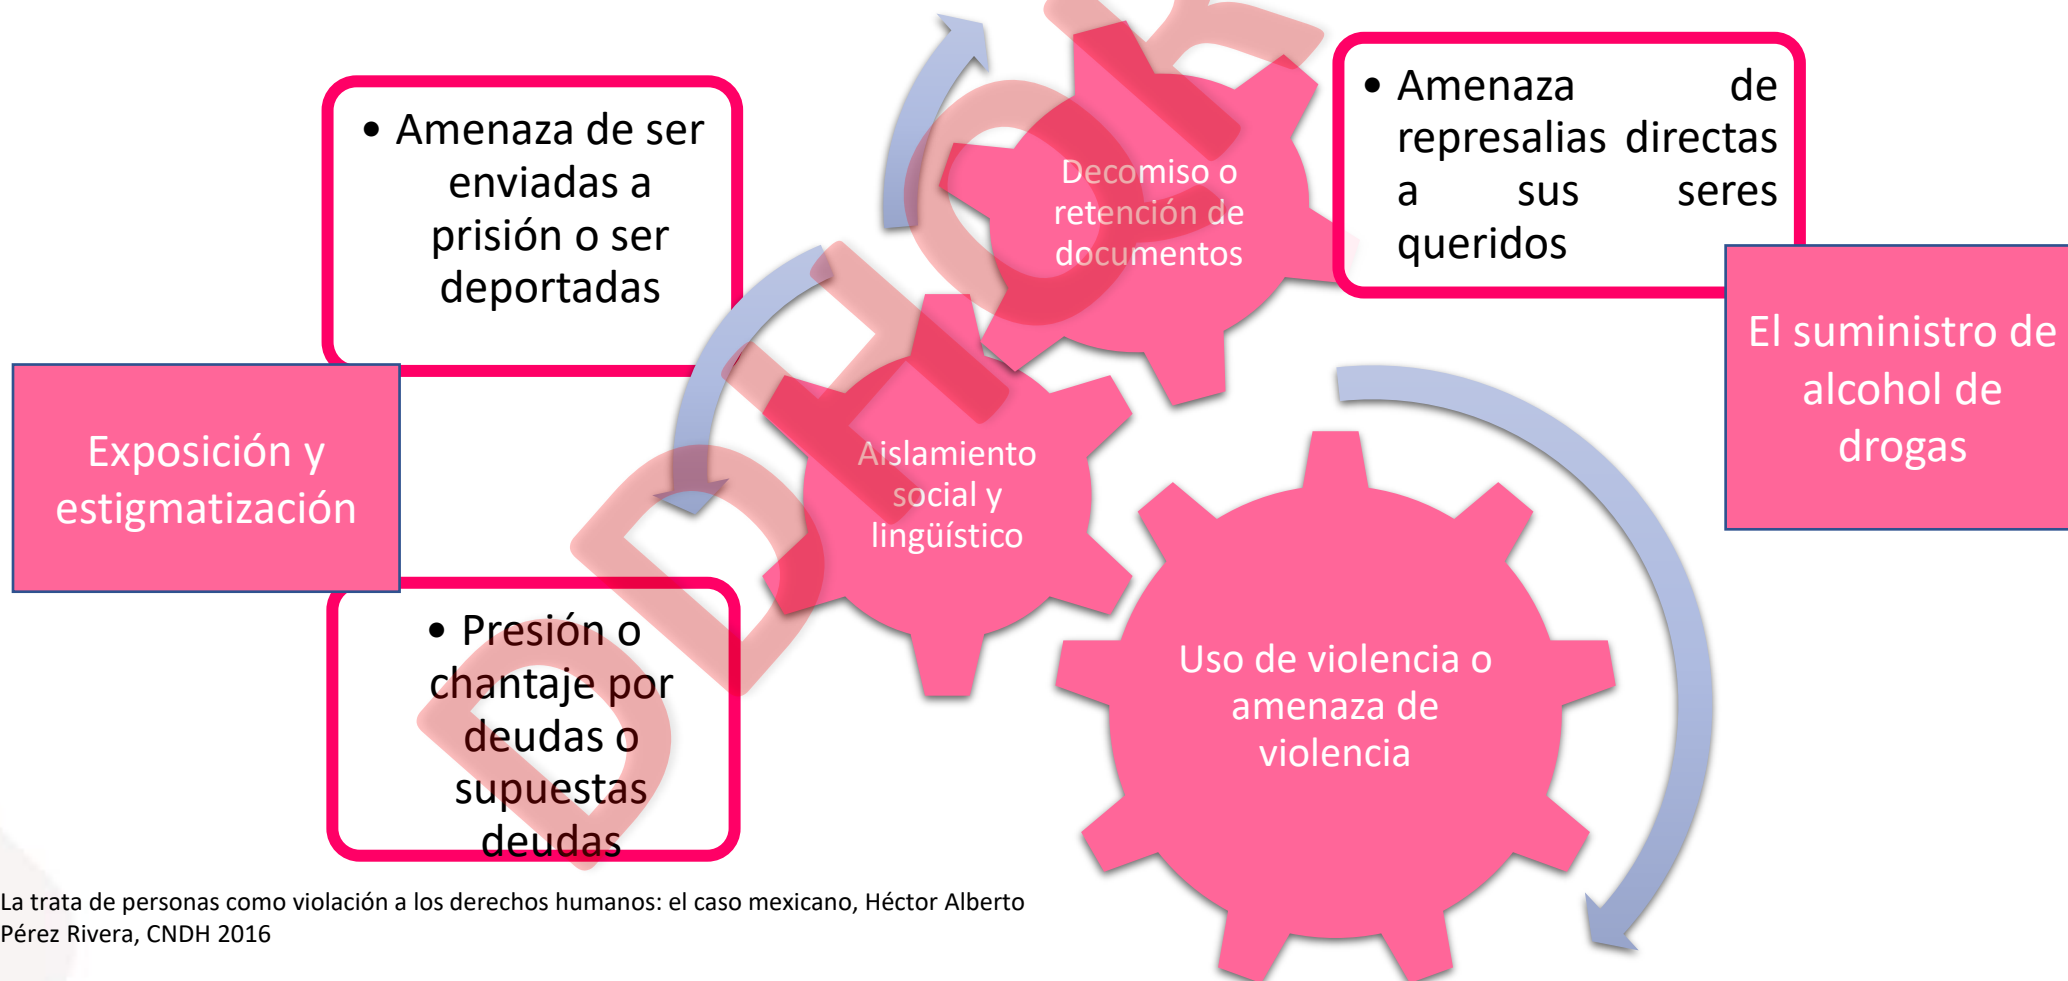 • Amenaza de ser
enviadas a
prisión o ser
deportadas
Exposición y
estigmatización
• Presión o
chantaje por
deudas o
supuestas
deudas
Decomiso o
retención de
documentos
Aislamiento
social y
lingüístico
Uso de violencia o
amenaza de
violencia
• Amenaza de
represalias directas
a sus seres
queridos
El suministro de
alcohol de
drogas
La trata de personas como violación a los derechos humanos: el caso mexicano, Héctor Alberto
Pérez Rivera, CNDH 2016